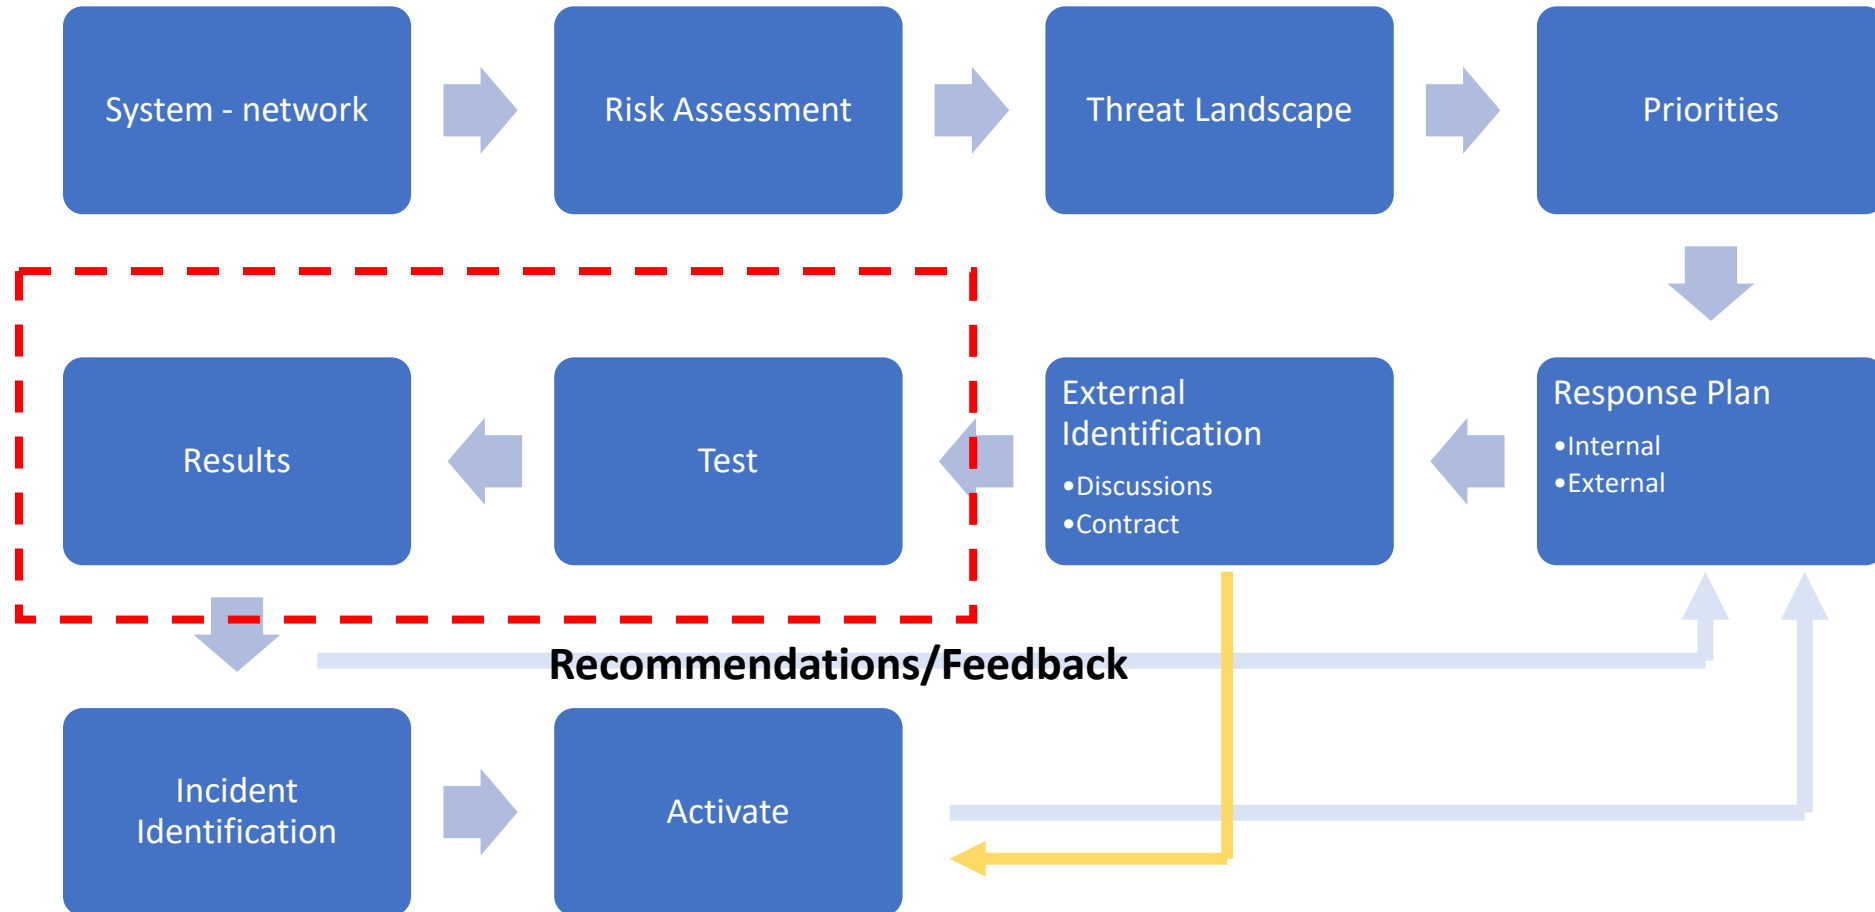 System - network
Risk Assessment
Threat Landscape
Priorities
Results
Test
External
Identification
•Discussions
•Contract
Response Plan
•Internal
•External
Recommendations/Feedback
Incident
Identification
Activate